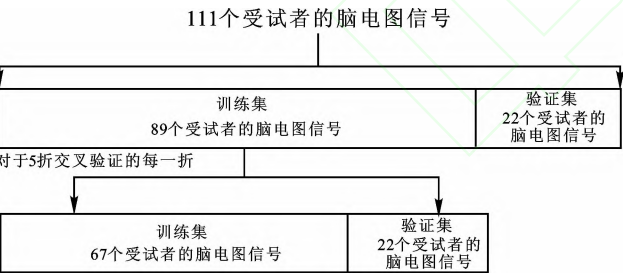 111个受试者的脑电图信号
训练集
89个受试者的脑电图信号
验证集
22个受试者的
脑电图信号
对于5折交叉验证的每一折
训练集
67个受试者的脑电图信号
验证集
22个受试者的
脑电图信号